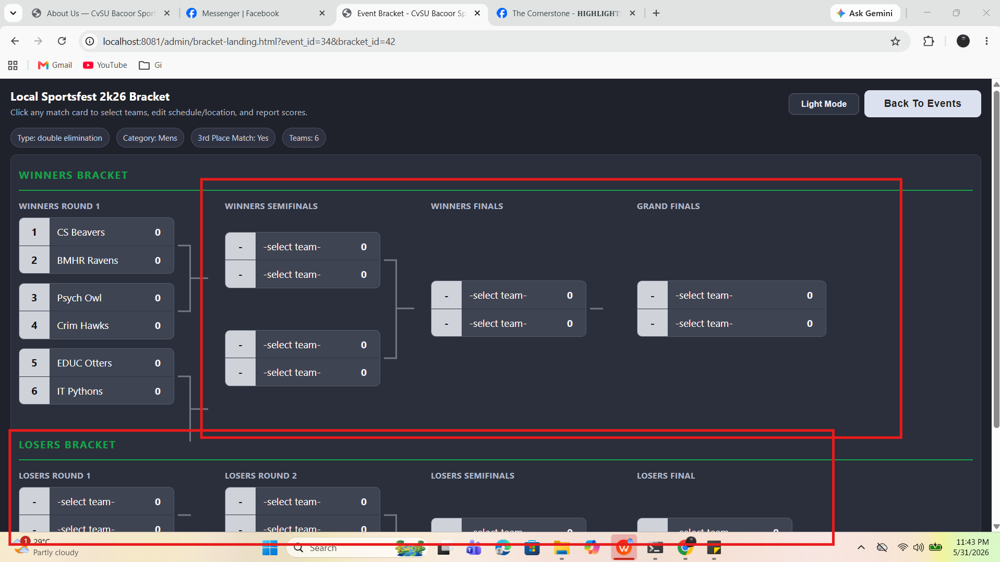 About Us — CvSU Bacoor Sport
Messenger | Facebook
Event Bracket - CvSU Bacoor Sp
The Cornerstone - HIGHLIGHTS
Ask Gemini
localhost:8081/admin/bracket-landing.html?event_id=34&bracket_id=42
Gmail
YouTube
Gi
Local Sportsfest 2k26 Bracket
Click any match card to select teams, edit schedule/location, and report scores.
Light Mode
Back To Events
Type: double elimination
Category: Mens
3rd Place Match: Yes
Teams: 6
WINNERS BRACKET
WINNERS ROUND 1
WINNERS SEMIFINALS
WINNERS FINALS
GRAND FINALS
1 CS Beavers 0
2 BMHR Ravens 0
3 Psych Owl 0
4 Crim Hawks 0
5 EDUC Otters 0
6 IT Pythons 0
- -select team- 0
- -select team- 0
- -select team- 0
- -select team- 0
- -select team- 0
- -select team- 0
- -select team- 0
- -select team- 0
LOSERS BRACKET
LOSERS ROUND 1
LOSERS ROUND 2
LOSERS SEMIFINALS
LOSERS FINAL
- -select team- 0
- -select team- 0
- -select team- 0
- -select team- 0
-select team- 0
-select team- 0
1
29°C
Partly cloudy
Search
11:43 PM
5/31/2026